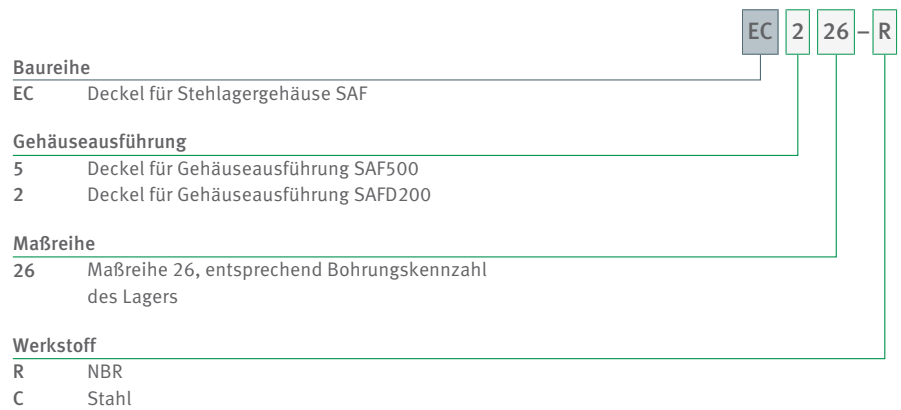 EC 2 26 – R
Baureihe
EC Deckel für Stehlagergehäuse SAF
Gehäuseausführung
5 Deckel für Gehäuseausführung SAF500
2 Deckel für Gehäuseausführung SAFD200
Maßreihe
26 Maßreihe 26, entsprechend Bohrungskennzahl
des Lagers
Werkstoff
R NBR
C Stahl